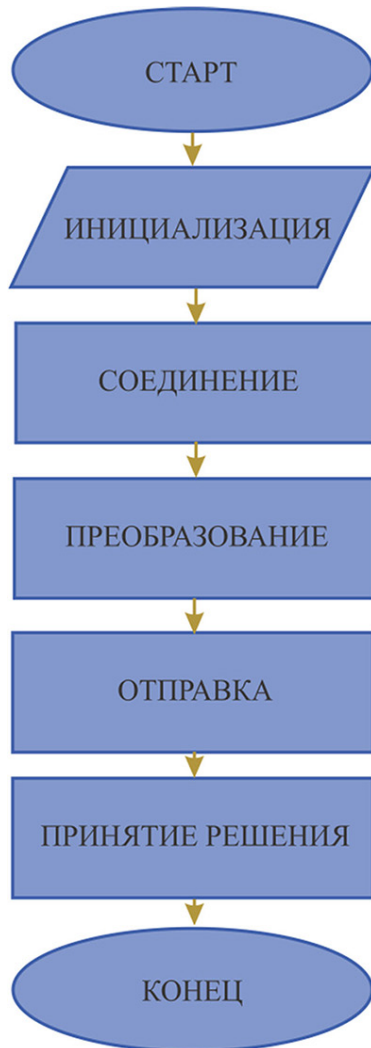 СТАРТ
ИНИЦИАЛИЗАЦИЯ
СОЕДИНЕНИЕ
ПРЕОБРАЗОВАНИЕ
ОТПРАВКА
ПРИНЯТИЕ РЕШЕНИЯ
КОНЕЦ